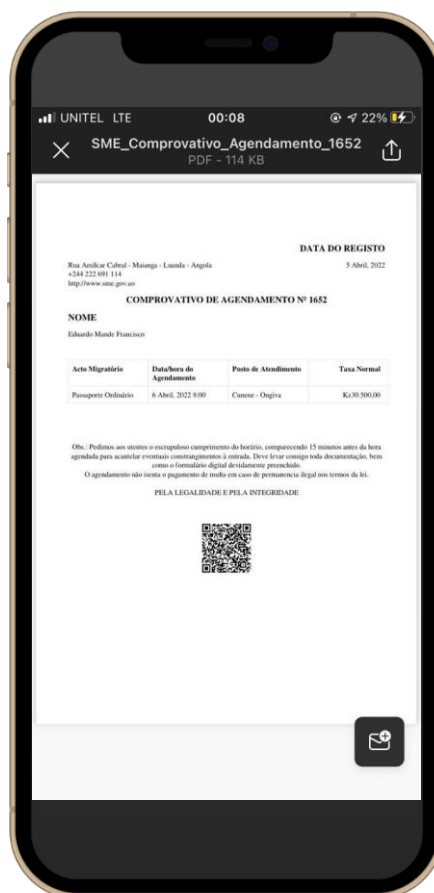 UNITEL LTE 00:08 22%
SME_Comprovativo_Agendamento_1652
PDF - 114 KB
DATA DO REGISTO
Rua Amílcar Cabral - Maianga - Luanda - Angola 5 Abril, 2022
+244 222 691 114
http://www.sme.gov.ao
COMPROVATIVO DE AGENDAMENTO Nº 1652
NOME
Eduardo Mande Francisco
Acto Migratório Data/hora do Agendamento Posto de Atendimento Taxa Normal
Passaporte Ordinário 6 Abril, 2022 8:00 Cunene - Ongiva Kz30.500,00
Obs.: Pedimos aos utentes o escrupuloso cumprimento do horário, comparecendo 15 minutos antes da hora
agendada para acautelar eventuais constrangimentos à entrada. Deve levar consigo toda documentação, bem
como o formulário digital devidamente preenchido.
O agendamento não isenta o pagamento de multa em caso de permanencia ilegal nos termos da lei.
PELA LEGALIDADE E PELA INTEGRIDADE